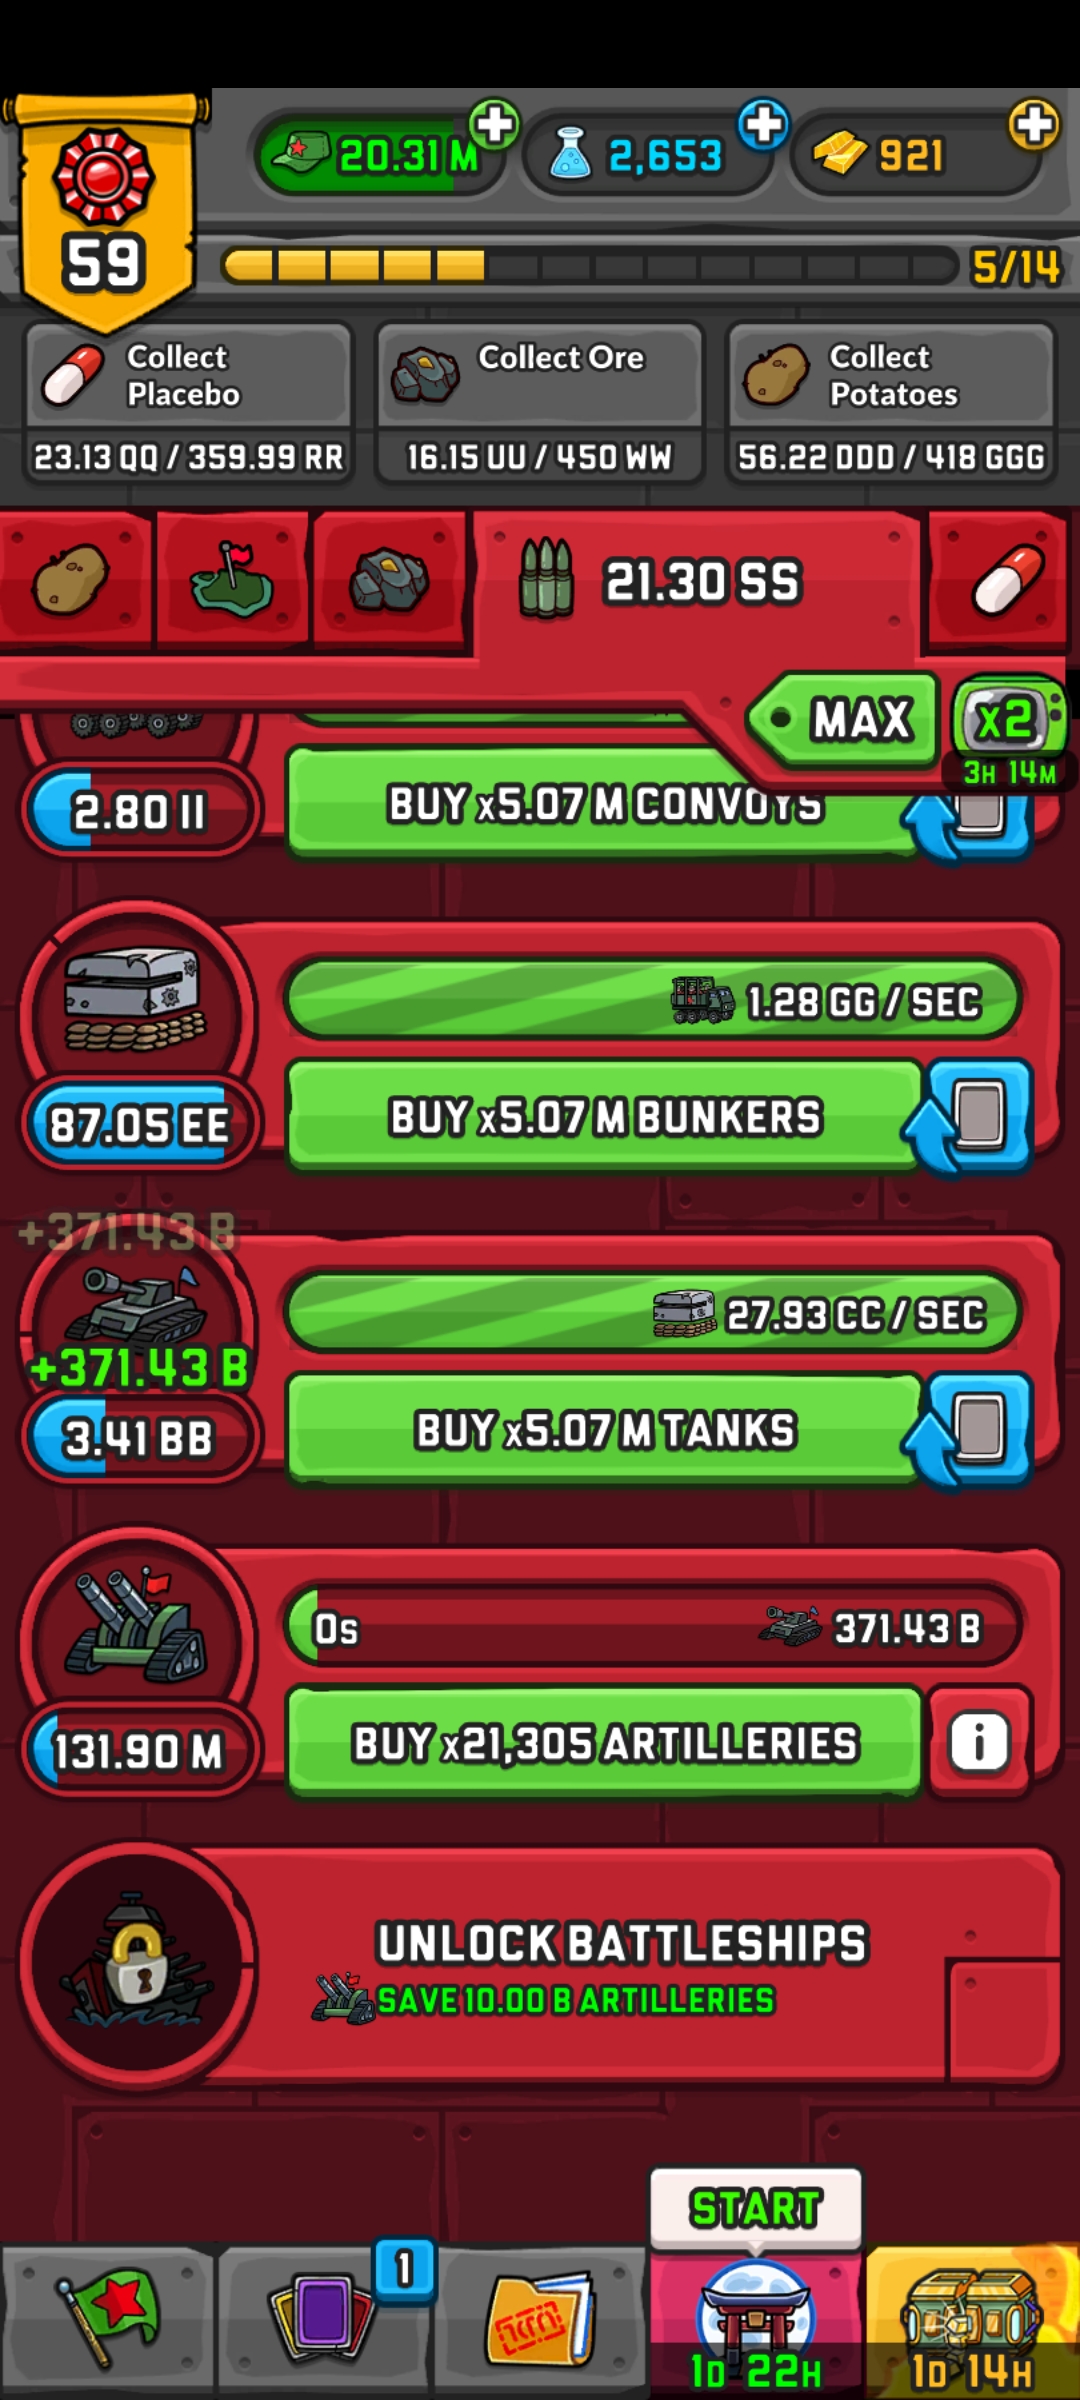 59
20.31 M
2,653
921
5/14
Collect
Placebo
23.13 QQ / 359.99 RR
Collect Ore
16.15 UU / 450 WW
Collect
Potatoes
56.22 DDD / 418 GGG
21.30 SS
MAX
x2
3H 14M
2.80 II
BUY x5.07 M CONVOYS
1.28 GG / SEC
87.05 EE
BUY x5.07 M BUNKERS
+371.43 B
27.93 CC / SEC
+371.43 B
3.41 BB
BUY x5.07 M TANKS
0s
371.43 B
131.90 M
BUY x21,305 ARTILLERIES
i
UNLOCK BATTLESHIPS
SAVE 10.00 B ARTILLERIES
START
1
1D 22H
1D 14H